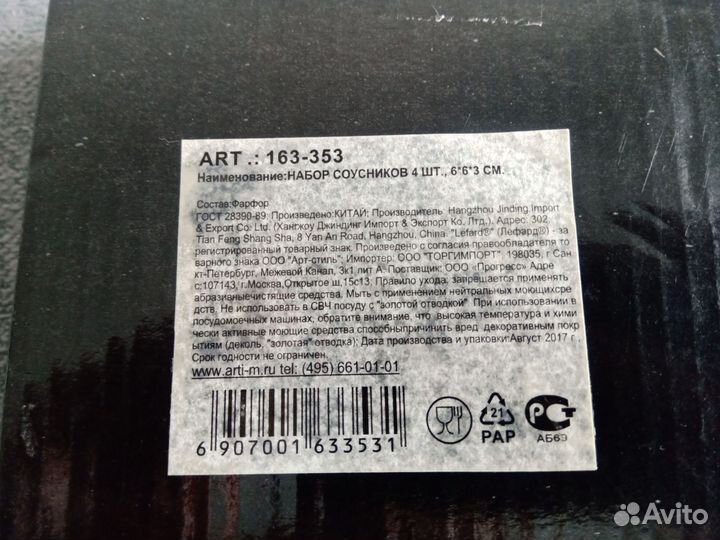 ART .: 163-353
Наименование:НАБОР СОУСНИКОВ 4 ШТ., 6*6*3 СМ.
Состав:Фарфор
ГОСТ 28390-89; Произведено:КИТАЙ; Производитель: Hangzhou Jinding Import
& Export Co. Ltd. (Хангжоу Джиндинг Импорт & Экспорт Ко. Лтд.). Адрес: 302,
Tian Feng Shang Sha, 8 Yan An Road, Hangzhou, China. "Lefard®" (Лефард®) - за
регистрированный товарный знак. Произведено с согласия правообладателя то
варного знака ООО "Арт-стиль"; Импортер: ООО "ТОРГИМПОРТ" 198035, г Сан
кт-Петербург, Межевой Канал, 3к1 лит А; Поставщик: ООО «Прогресс» Адре
с:107143, г.Москва,Открытое ш.15с13; Правило ухода: запрещается применять
абразивные чистящие средства. Мыть с применением нейтральных моющихсре
дств. Не использовать в СВЧ посуду с "золотой отводкой". При использовании в
посудомоечных машинах, обратите внимание, что высокая температура и хими
чески активные моющие средства способныпричинить вред декоративным покр
ытиям (деколь, "золотая" отводка); Дата производства и упаковки:Август 2017 г.,
Срок годности не ограничен.
www.arti-m.ru tel: (495) 661-01-01
6 907001 633531
21
PAP
РСТ
АБ69
Avito